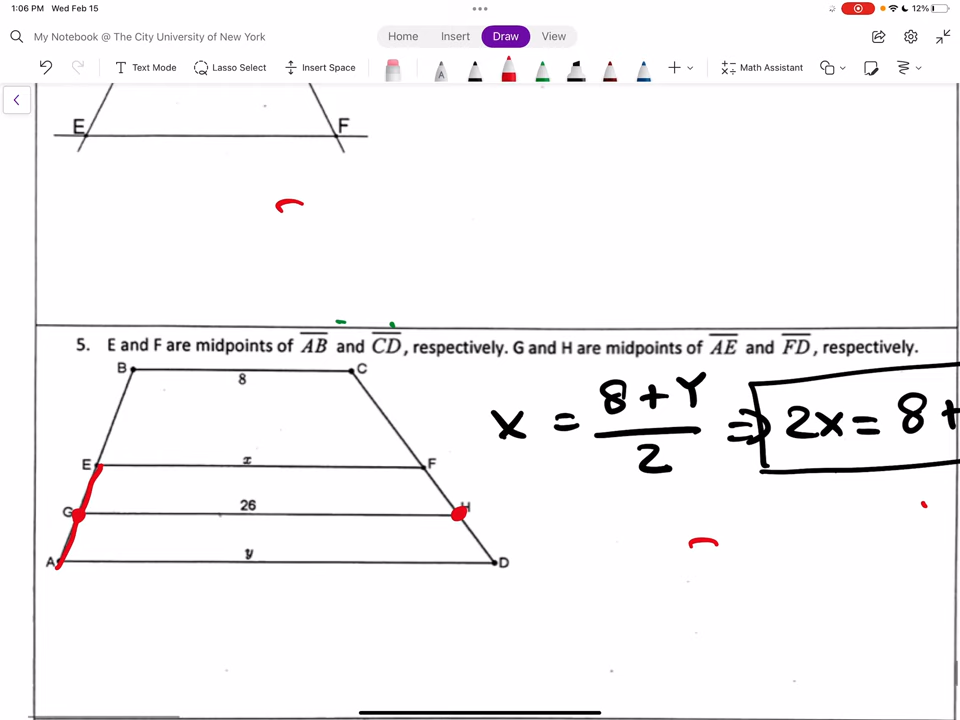 1:06 PM Wed Feb 15
12%
My Notebook @ The City University of New York
Home Insert Draw View
Text Mode Lasso Select Insert Space A Math Assistant
E F
5. E and F are midpoints of AB and CD, respectively. G and H are midpoints of AE and FD, respectively.
B C
8
E x F
G 26 H
A y D
x = 8 + Y / 2 ⇒ 2x = 8 +